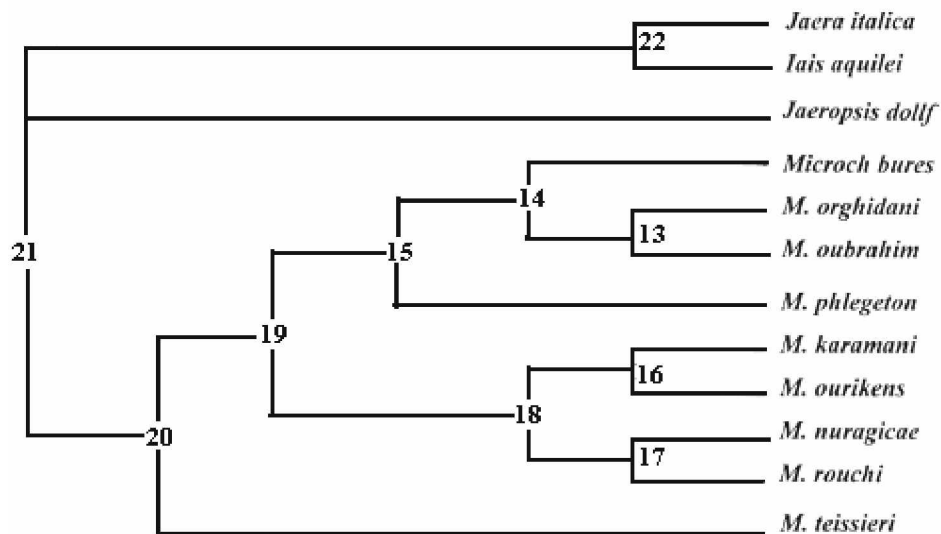 Jaera italica
22
Iais aquilei
Jaeropsis dollf
Microch bures
14
M. orghidani
13
M. oubrahim
21
15
M. phlegeton
19
M. karamani
16
M. ourikens
18
20
M. nuragicae
17
M. rouchi
M. teissieri